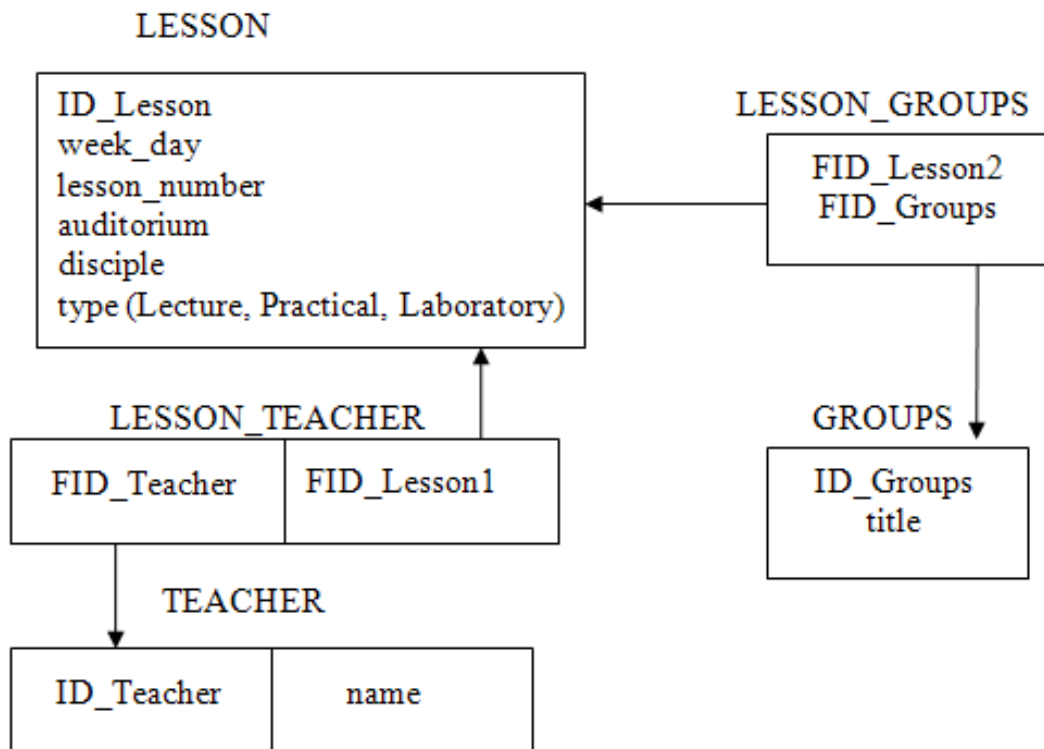 LESSON
ID_Lesson
week_day
lesson_number
auditorium
disciple
type (Lecture, Practical, Laboratory)
LESSON_GROUPS
FID_Lesson2
FID_Groups
LESSON_TEACHER
FID_Teacher
FID_Lesson1
GROUPS
ID_Groups
title
TEACHER
ID_Teacher
name